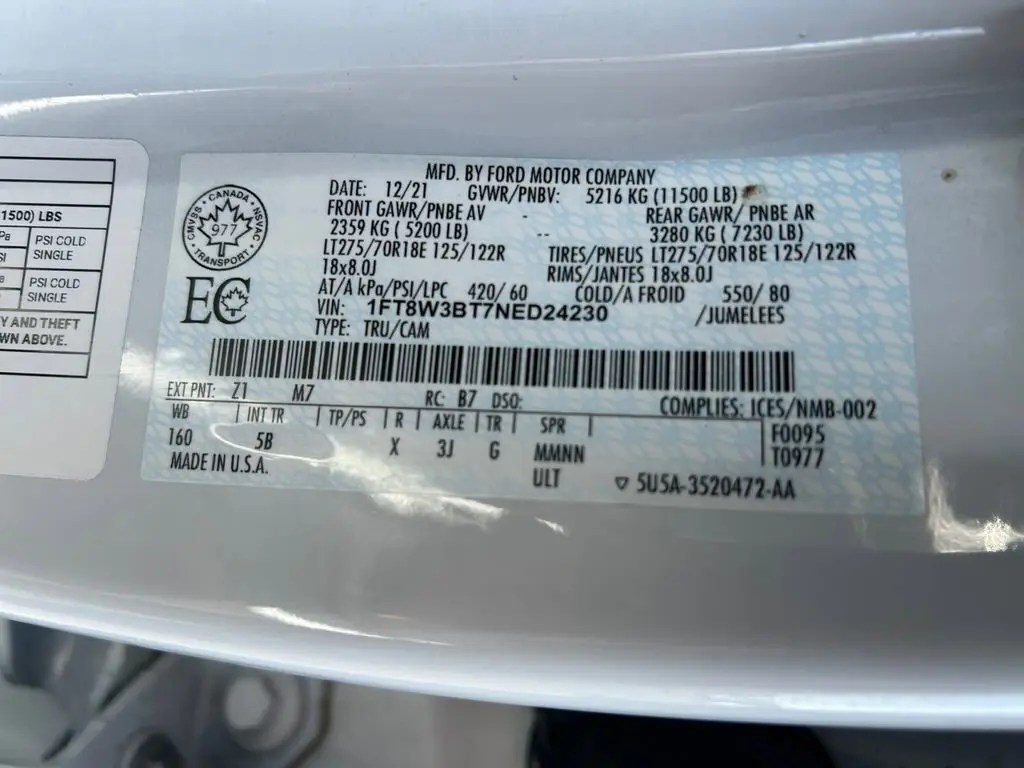 1500) LBS
Pa
PSI COLD
SINGLE
SI
PSI COLD
SINGLE
SI
Y AND THEFT
WN ABOVE.
CMVSS · CANADA · NSVAC
977
TRANSPORT
EC
MFD. BY FORD MOTOR COMPANY
DATE: 12/21 GVWR/PNBV: 5216 KG (11500 LB)
FRONT GAWR/PNBE AV REAR GAWR/ PNBE AR
2359 KG ( 5200 LB) -- 3280 KG ( 7230 LB)
LT275/70R18E 125/122R TIRES/PNEUS LT275/70R18E 125/122R
18x8.0J RIMS/JANTES 18x8.0J
AT/A kPa/PSI/LPC 420/ 60 COLD/A FROID 550/ 80
VIN: 1FT8W3BT7NED24230 /JUMELEES
TYPE: TRU/CAM
EXT PNT: Z1 M7 RC: B7 DSO: COMPLIES: ICES/NMB-002
WB | INT TR | TP/PS | R | AXLE | TR | SPR | F0095
160 5B X 3J G MMNN T0977
MADE IN U.S.A. ULT ▽ 5U5A-3520472-AA